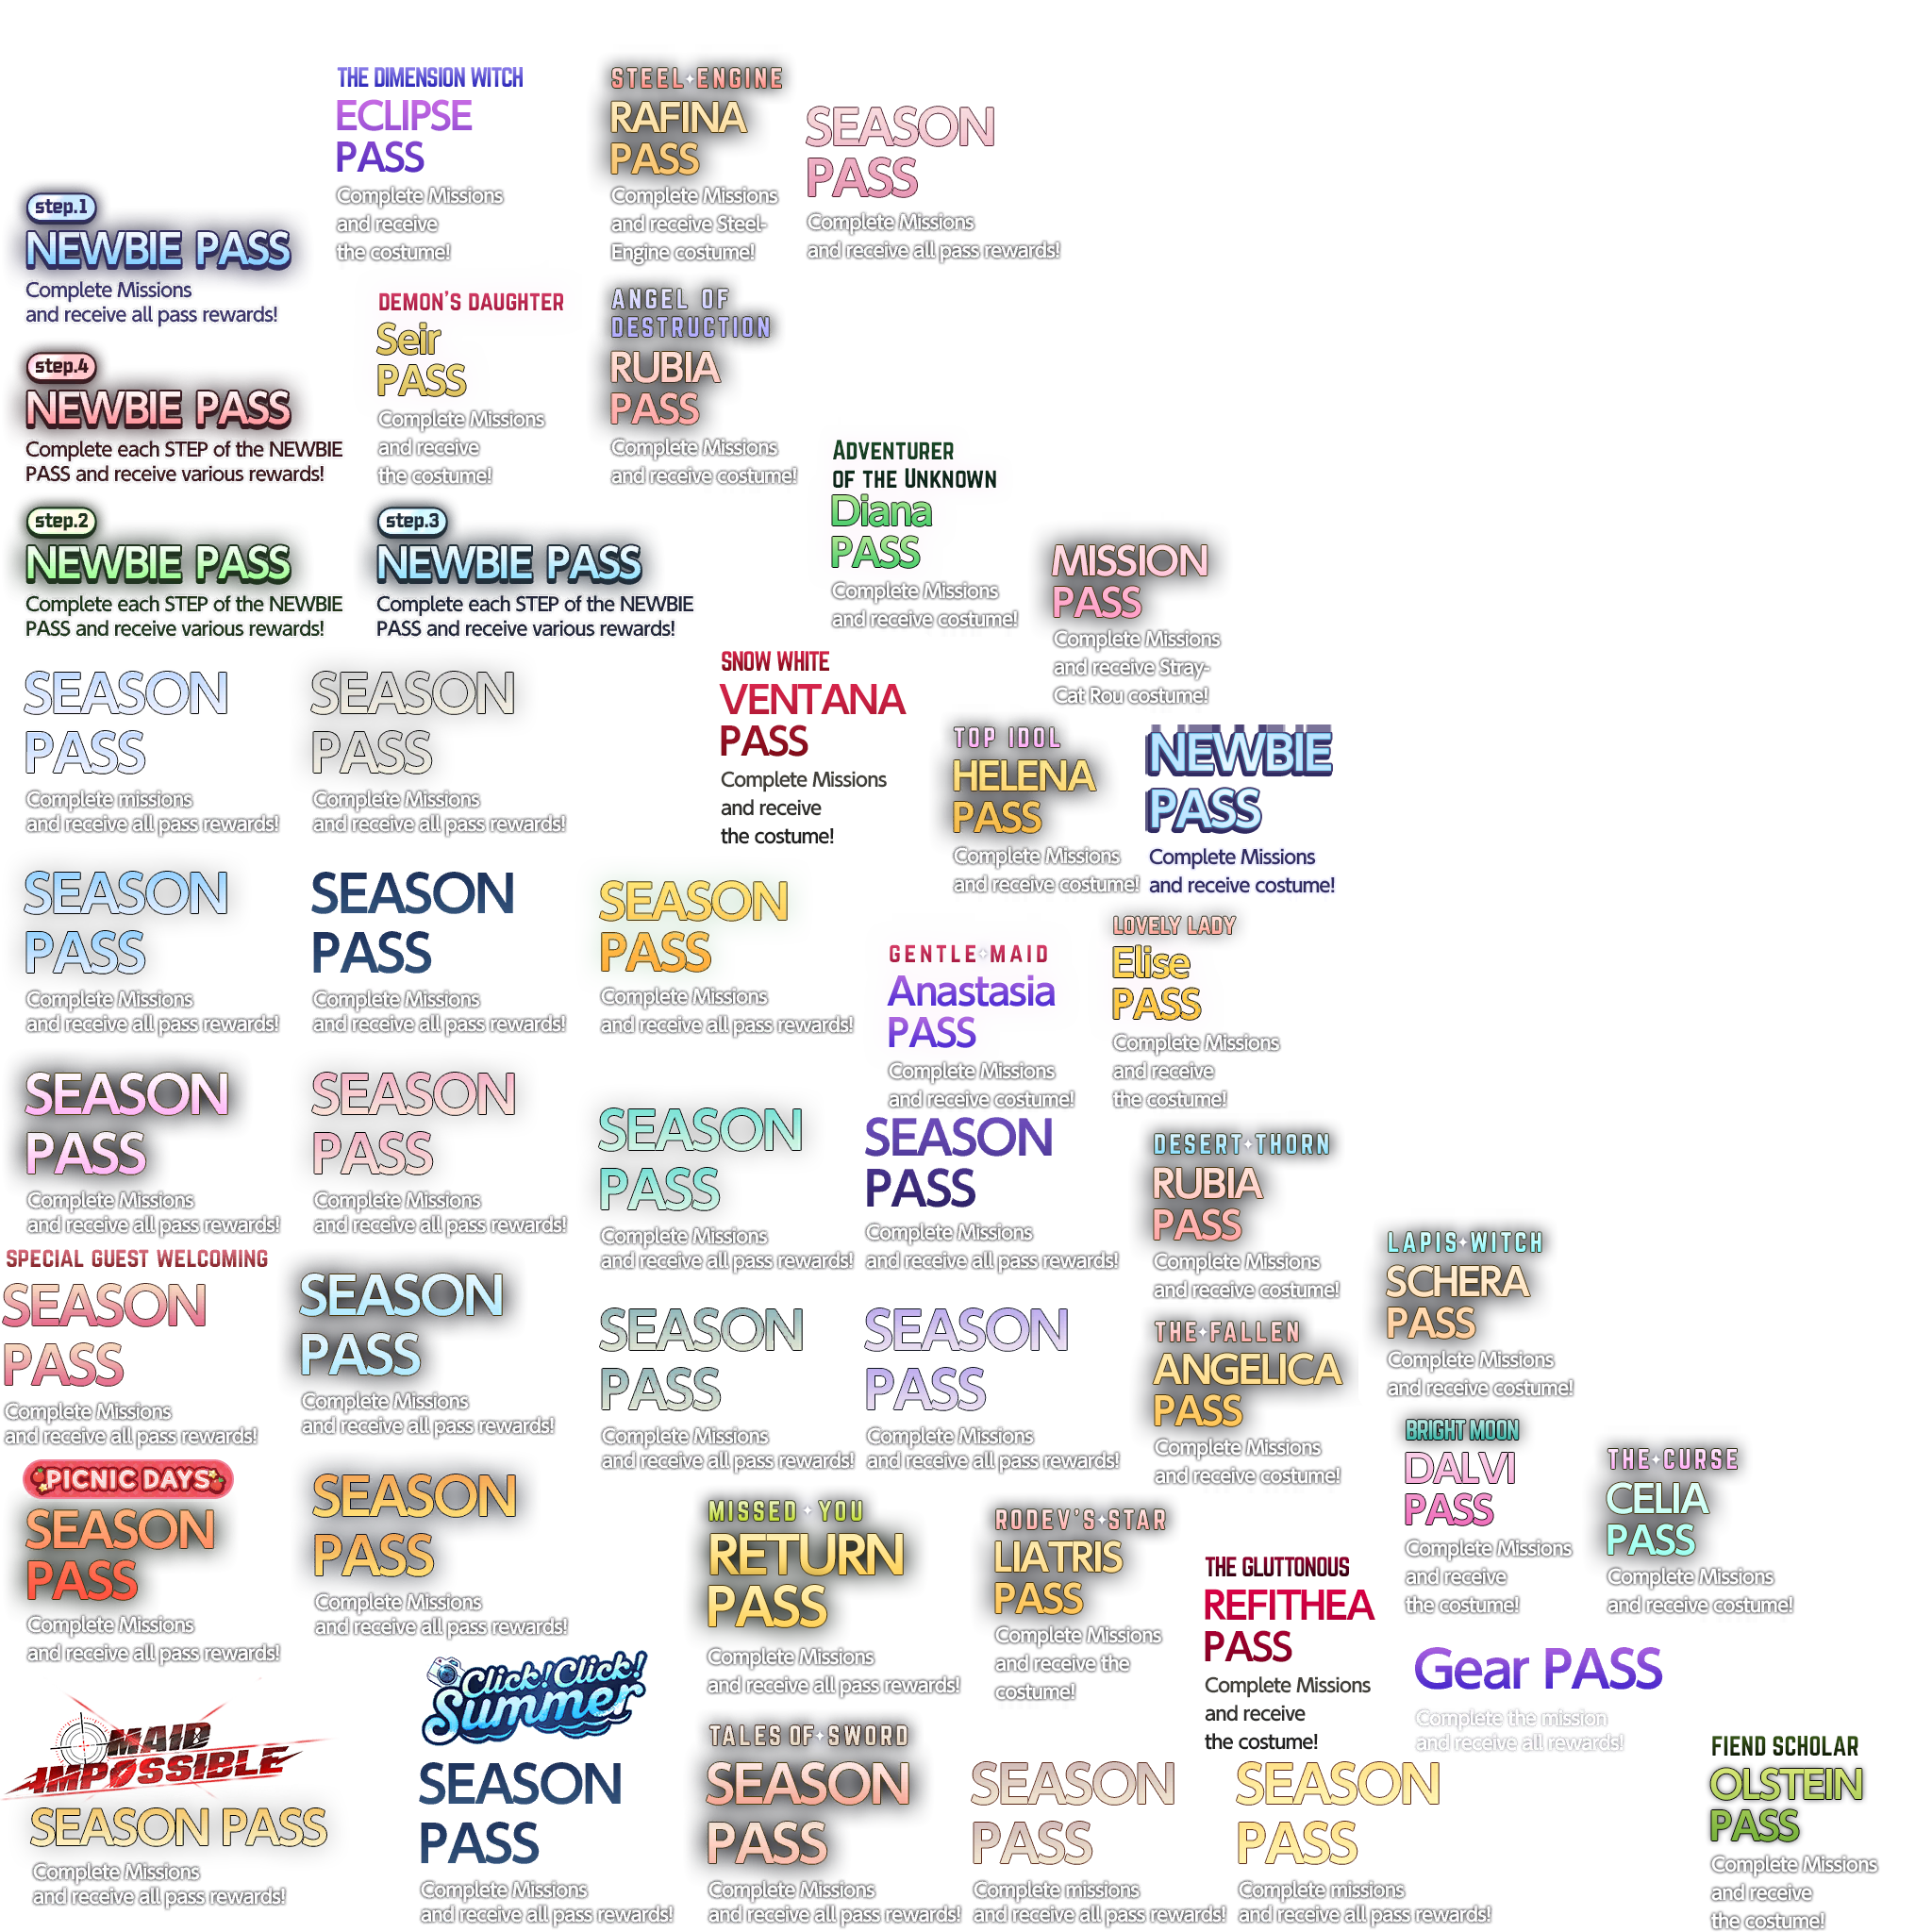 THE DIMENSION WITCH
ECLIPSE
PASS
Complete Missions
and receive
the costume!
STEEL ENGINE
RAFINA
PASS
Complete Missions
and receive Steel-
Engine costume!
SEASON
PASS
Complete Missions
and receive all pass rewards!
step.1
NEWBIE PASS
Complete Missions
and receive all pass rewards!
DEMON'S DAUGHTER
Seir
PASS
Complete Missions
and receive
the costume!
ANGEL OF
DESTRUCTION
RUBIA
PASS
Complete Missions
and receive costume!
step.4
NEWBIE PASS
Complete each STEP of the NEWBIE
PASS and receive various rewards!
ADVENTURER
OF THE UNKNOWN
Diana
PASS
Complete Missions
and receive costume!
step.2
NEWBIE PASS
Complete each STEP of the NEWBIE
PASS and receive various rewards!
step.3
NEWBIE PASS
Complete each STEP of the NEWBIE
PASS and receive various rewards!
MISSION
PASS
Complete Missions
and receive Stray-
Cat Rou costume!
SEASON
PASS
Complete missions
and receive all pass rewards!
SEASON
PASS
Complete Missions
and receive all pass rewards!
SNOW WHITE
VENTANA
PASS
Complete Missions
and receive
the costume!
TOP IDOL
HELENA
PASS
Complete Missions
and receive costume!
NEWBIE
PASS
Complete Missions
and receive costume!
SEASON
PASS
Complete Missions
and receive all pass rewards!
SEASON
PASS
Complete Missions
and receive all pass rewards!
SEASON
PASS
Complete Missions
and receive all pass rewards!
GENTLE MAID
Anastasia
PASS
Complete Missions
and receive costume!
LOVELY LADY
Elise
PASS
Complete Missions
and receive
the costume!
SEASON
PASS
Complete Missions
and receive all pass rewards!
SEASON
PASS
Complete Missions
and receive all pass rewards!
SEASON
PASS
Complete Missions
and receive all pass rewards!
SEASON
PASS
Complete Missions
and receive all pass rewards!
DESERT THORN
RUBIA
PASS
Complete Missions
and receive costume!
LAPIS WITCH
SCHERA
PASS
Complete Missions
and receive costume!
SPECIAL GUEST WELCOMING
SEASON
PASS
Complete Missions
and receive all pass rewards!
SEASON
PASS
Complete Missions
and receive all pass rewards!
SEASON
PASS
Complete Missions
and receive all pass rewards!
SEASON
PASS
Complete Missions
and receive all pass rewards!
THE FALLEN
ANGELICA
PASS
Complete Missions
and receive costume!
BRIGHT MOON
DALVI
PASS
Complete Missions
and receive
the costume!
THE CURSE
CELIA
PASS
Complete Missions
and receive costume!
PICNIC DAYS
SEASON
PASS
Complete Missions
and receive all pass rewards!
SEASON
PASS
Complete Missions
and receive all pass rewards!
MISSED YOU
RETURN
PASS
Complete Missions
and receive all pass rewards!
RODEV'S STAR
LIATRIS
PASS
Complete Missions
and receive the
costume!
THE GLUTTONOUS
REFITHEA
PASS
Complete Missions
and receive
the costume!
Gear PASS
Complete the mission
and receive all rewards!
MAID
IMPOSSIBLE
SEASON PASS
Complete Missions
and receive all pass rewards!
Click! Click!
Summer
SEASON
PASS
Complete Missions
and receive all pass rewards!
TALES OF SWORD
SEASON
PASS
Complete Missions
and receive all pass rewards!
SEASON
PASS
Complete missions
and receive all pass rewards!
SEASON
PASS
Complete missions
and receive all pass rewards!
FIEND SCHOLAR
OLSTEIN
PASS
Complete Missions
and receive
the costume!